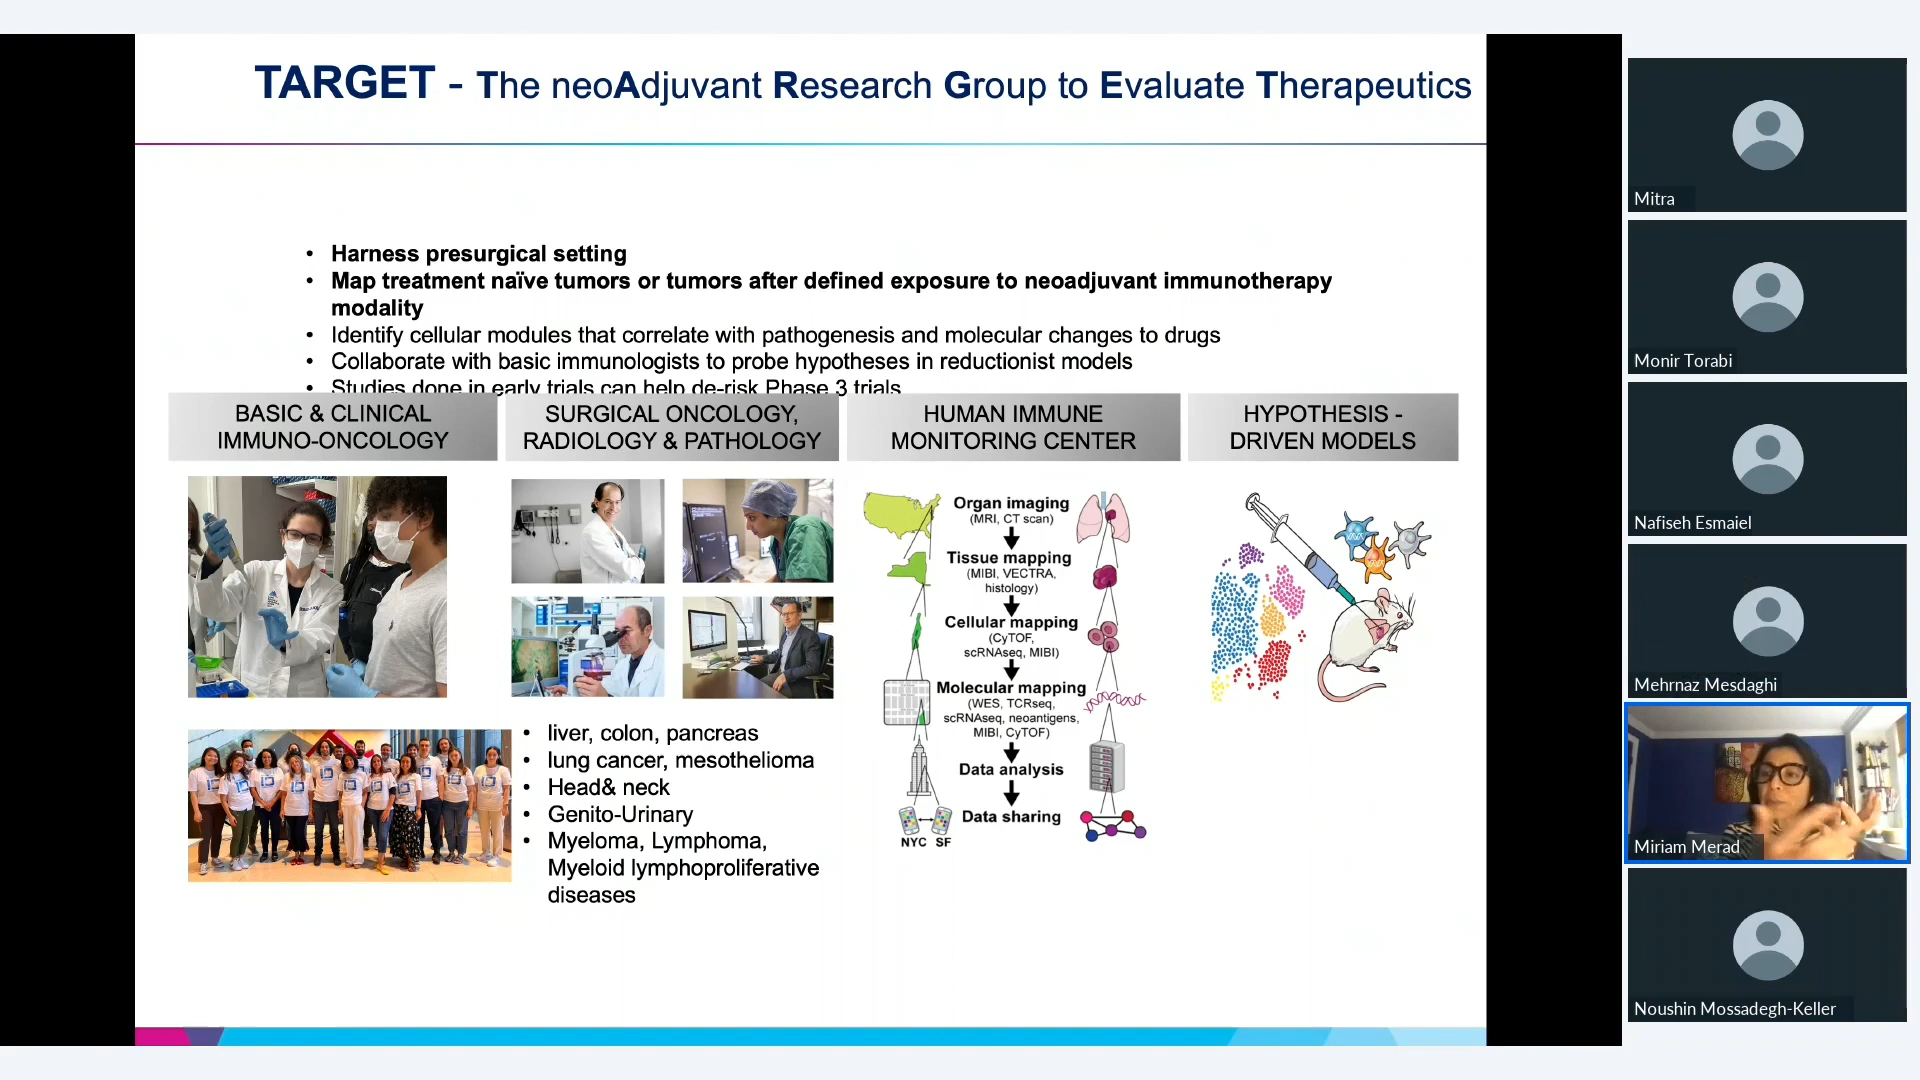 TARGET - The neoAdjuvant Research Group to Evaluate Therapeutics
• Harness presurgical setting
• Map treatment naïve tumors or tumors after defined exposure to neoadjuvant immunotherapy
modality
• Identify cellular modules that correlate with pathogenesis and molecular changes to drugs
• Collaborate with basic immunologists to probe hypotheses in reductionist models
• Studies done in early trials can help de-risk Phase 3 trials
BASIC & CLINICAL
IMMUNO-ONCOLOGY
SURGICAL ONCOLOGY,
RADIOLOGY & PATHOLOGY
• liver, colon, pancreas
• lung cancer, mesothelioma
• Head& neck
• Genito-Urinary
• Myeloma, Lymphoma,
Myeloid lymphoproliferative
diseases
HUMAN IMMUNE
MONITORING CENTER
Organ imaging
(MRI, CT scan)
Tissue mapping
(MIBI, VECTRA,
histology)
Cellular mapping
(CyTOF,
scRNAseq, MIBI)
Molecular mapping
(WES, TCRseq,
scRNAseq, neoantigens,
MIBI, CyTOF)
Data analysis
Data sharing
NYC SF
HYPOTHESIS -
DRIVEN MODELS
Mitra
Monir Torabi
Nafiseh Esmaiel
Mehrnaz Mesdaghi
Miriam Merad
Noushin Mossadegh-Keller